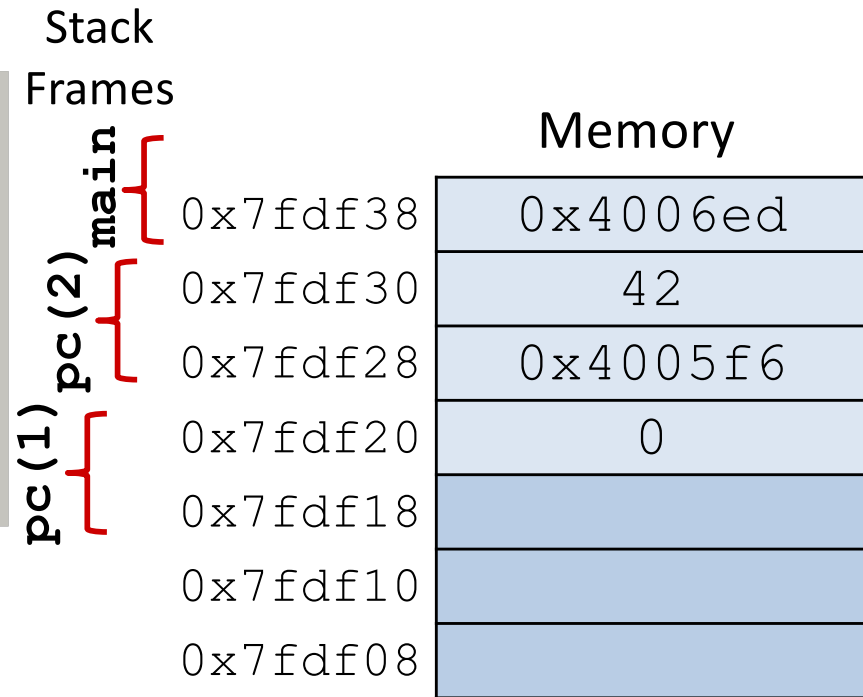 Stack
Frames
Memory
main
0x7fdf38 0x4006ed
pc(2)
0x7fdf30 42
0x7fdf28 0x4005f6
pc(1)
0x7fdf20 0
0x7fdf18
0x7fdf10
0x7fdf08